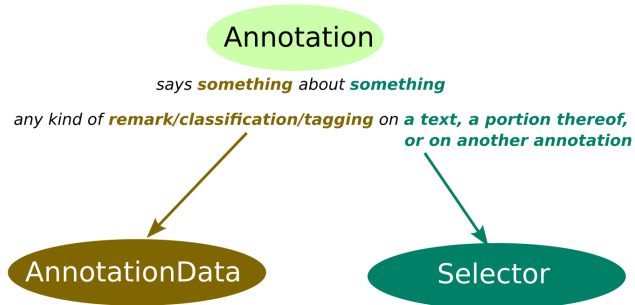 Annotation
says something about something
any kind of remark/classification/tagging on a text, a portion thereof,
or on another annotation
AnnotationData
Selector